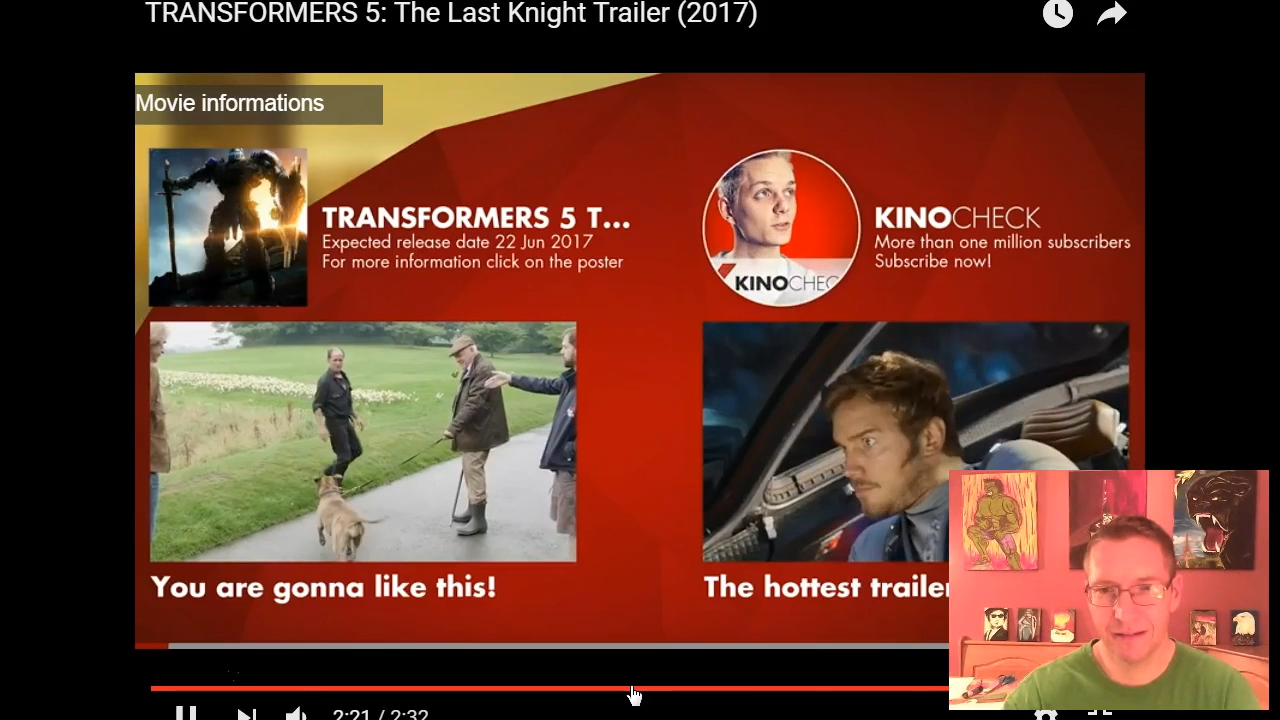 TRANSFORMERS 5: The Last Knight Trailer (2017)
Movie informations
TRANSFORMERS 5 T...
Expected release date 22 Jun 2017
For more information click on the poster
KINOCHECK
More than one million subscribers
Subscribe now!
KINOCHEC
You are gonna like this!
The hottest trailer
2:21 / 2:32